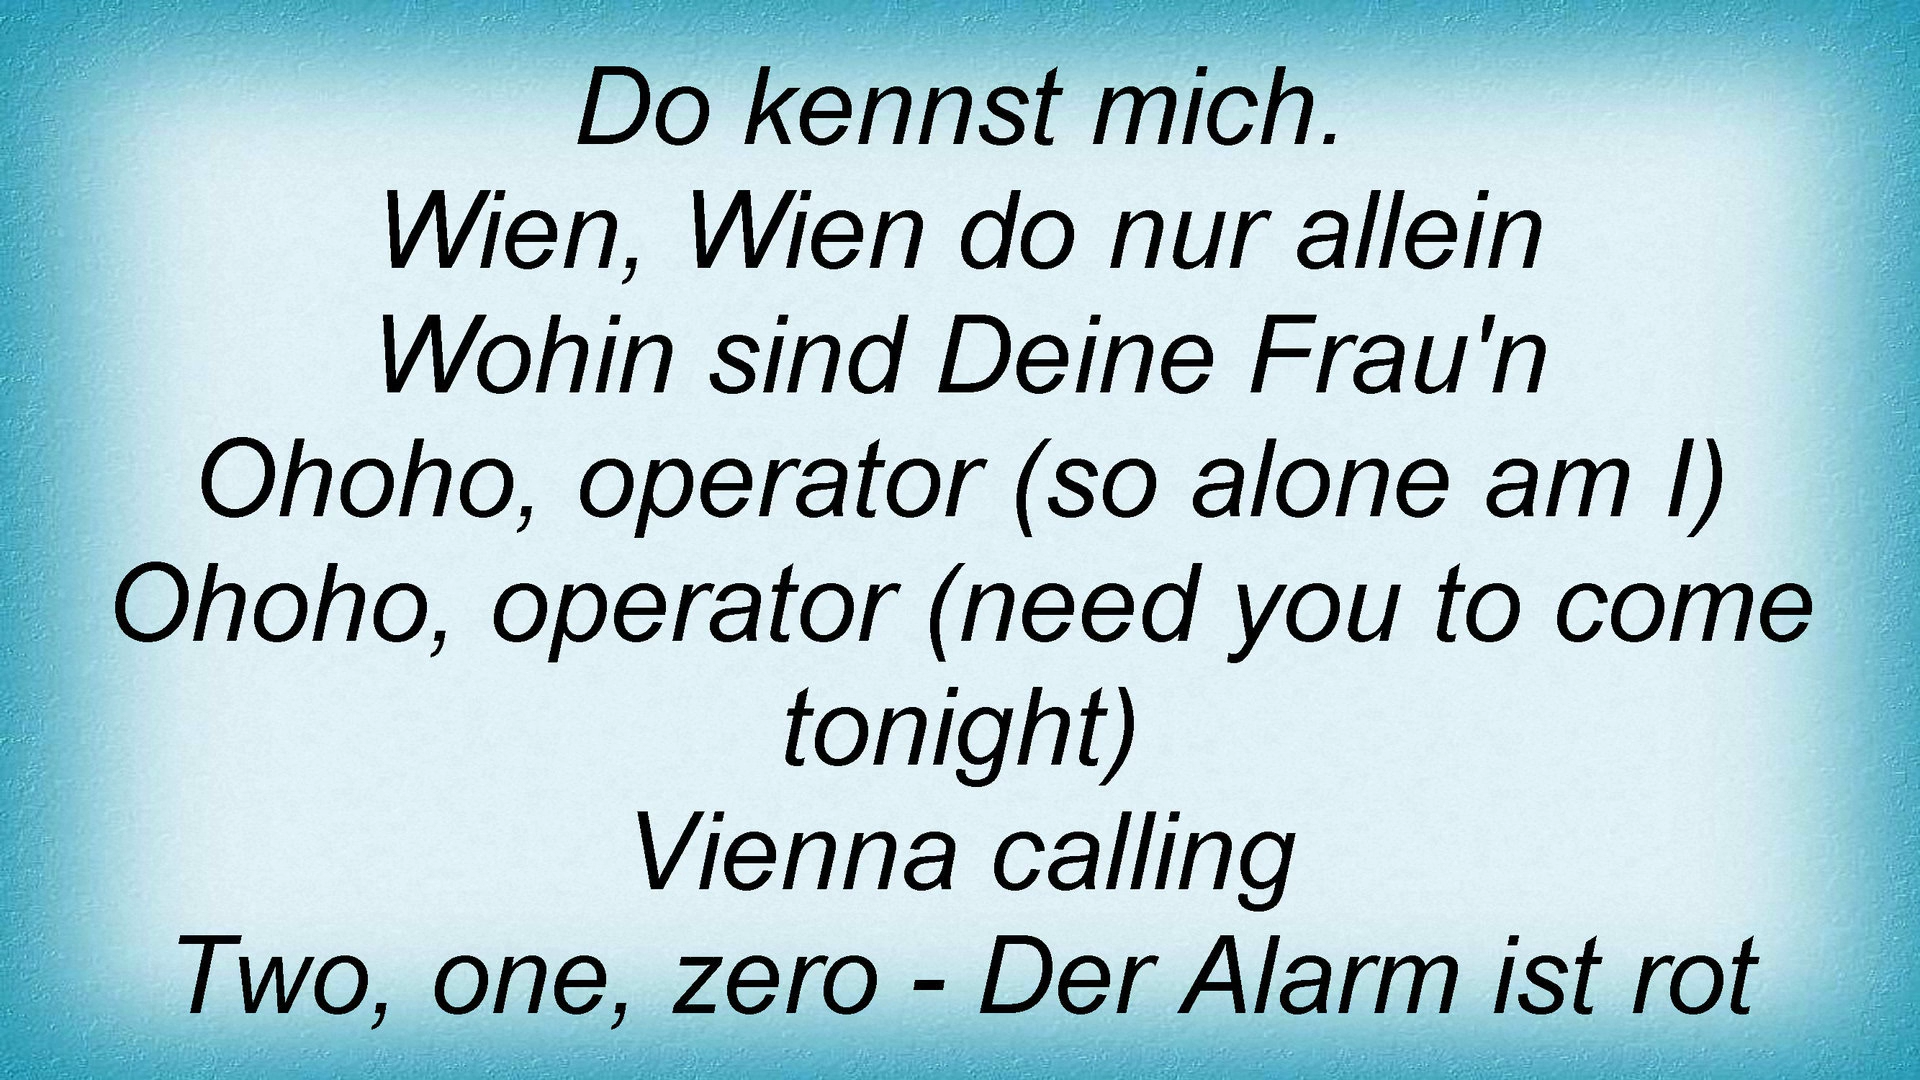 Do kennst mich.
Wien, Wien do nur allein
Wohin sind Deine Frau'n
Ohoho, operator (so alone am I)
Ohoho, operator (need you to come
tonight)
Vienna calling
Two, one, zero - Der Alarm ist rot